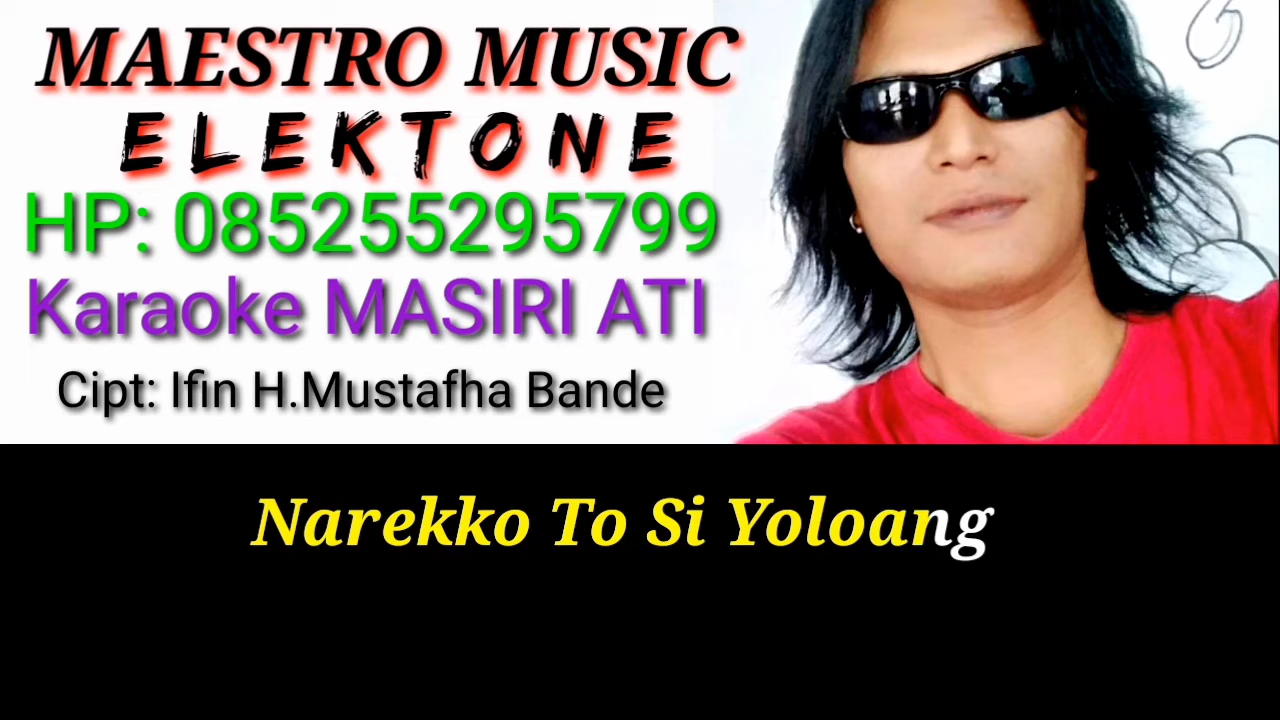 MAESTRO MUSIC
ELEKTONE
HP: 085255295799
Karaoke MASIRI ATI
Cipt: Ifin H.Mustafha Bande
Narekko To Si Yoloang